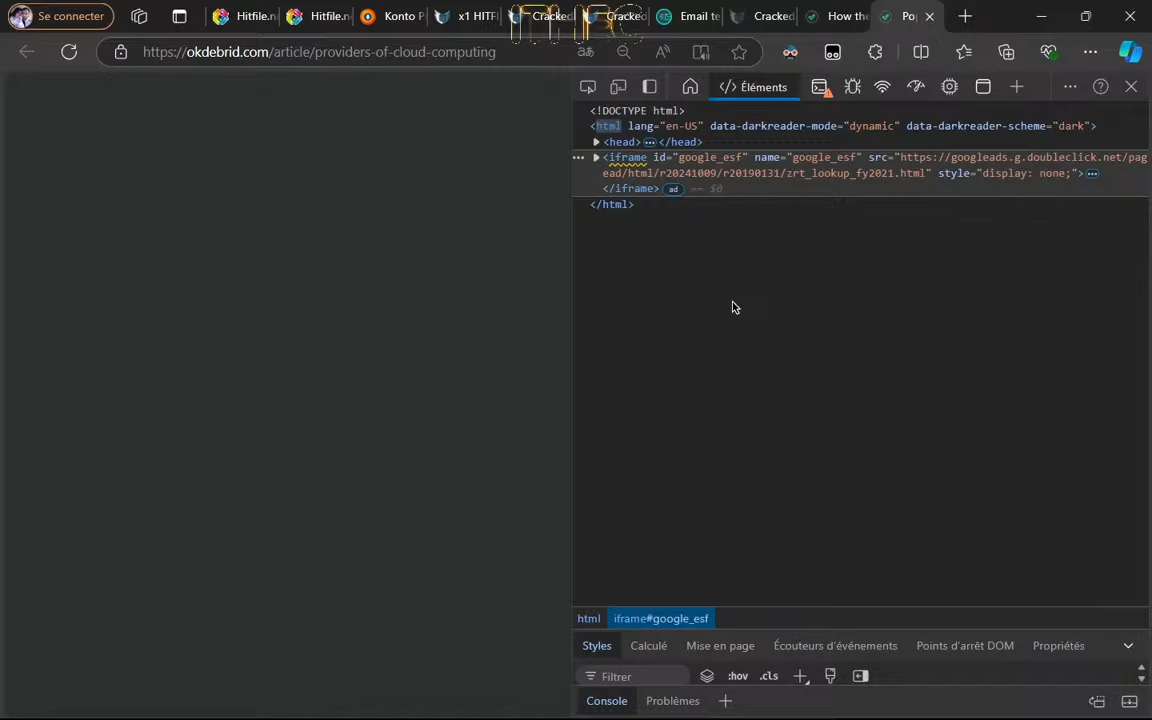 Se connecter
Hitfile.n
Hitfile.n
Konto P
x1 HITF
Cracked
Cracked
Email te
Cracked
How the
Po
https://okdebrid.com/article/providers-of-cloud-computing
Éléments
<!DOCTYPE html>
<html lang="en-US" data-darkreader-mode="dynamic" data-darkreader-scheme="dark">
<head> ••• </head>
••• <iframe id="google_esf" name="google_esf" src="https://googleads.g.doubleclick.net/pag
ead/html/r20241009/r20190131/zrt_lookup_fy2021.html" style="display: none;"> •••
</iframe> ad == $0
</html>
html iframe#google_esf
Styles Calculé Mise en page Écouteurs d'événements Points d'arrêt DOM Propriétés
Filtrer :hov .cls
Console Problèmes